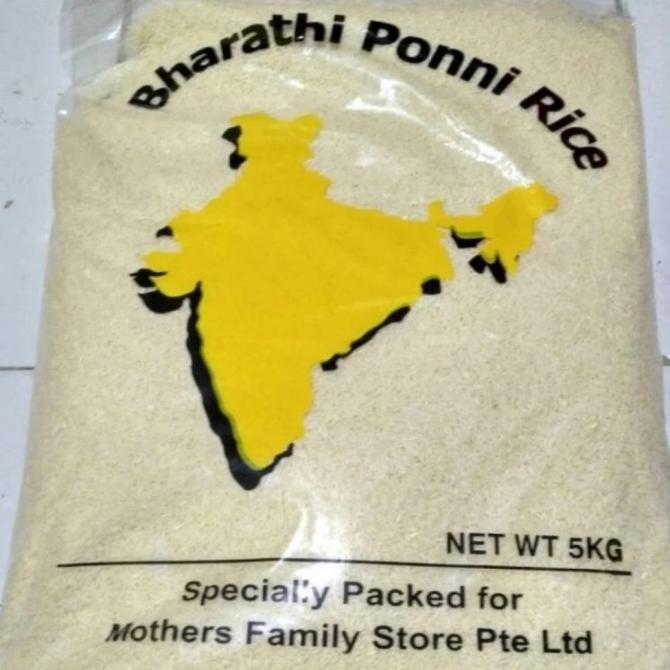 Bharathi Ponni Rice
NET WT 5KG
Specially Packed for
Mothers Family Store Pte Ltd